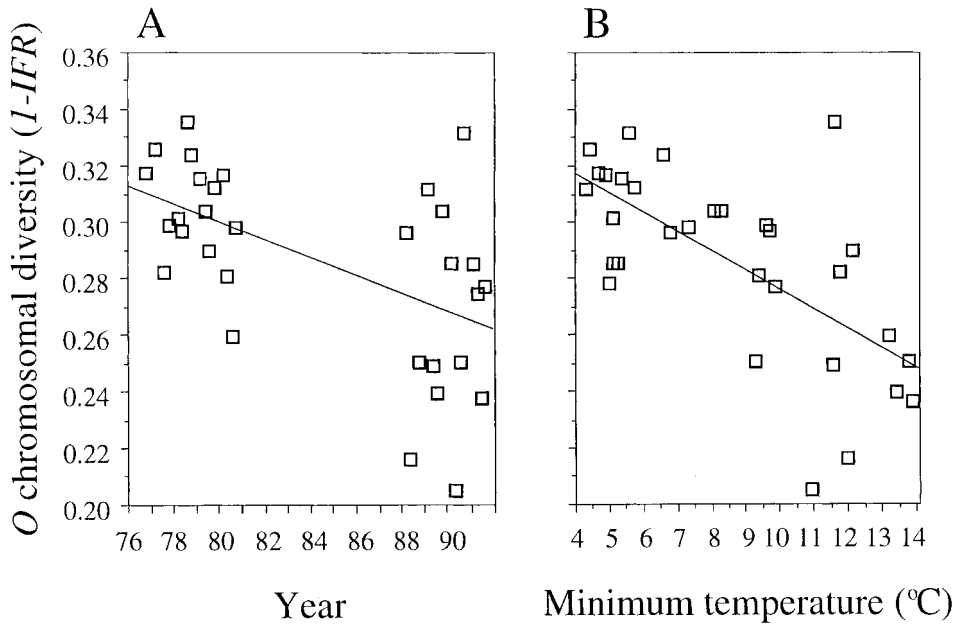 A
B
O chromosomal diversity (1-IFR)
0.36
0.34
0.32
0.30
0.28
0.26
0.24
0.22
0.20
76 78 80 82 84 86 88 90
4 5 6 7 8 9 10 11 12 13 14
Year
Minimum temperature (°C)